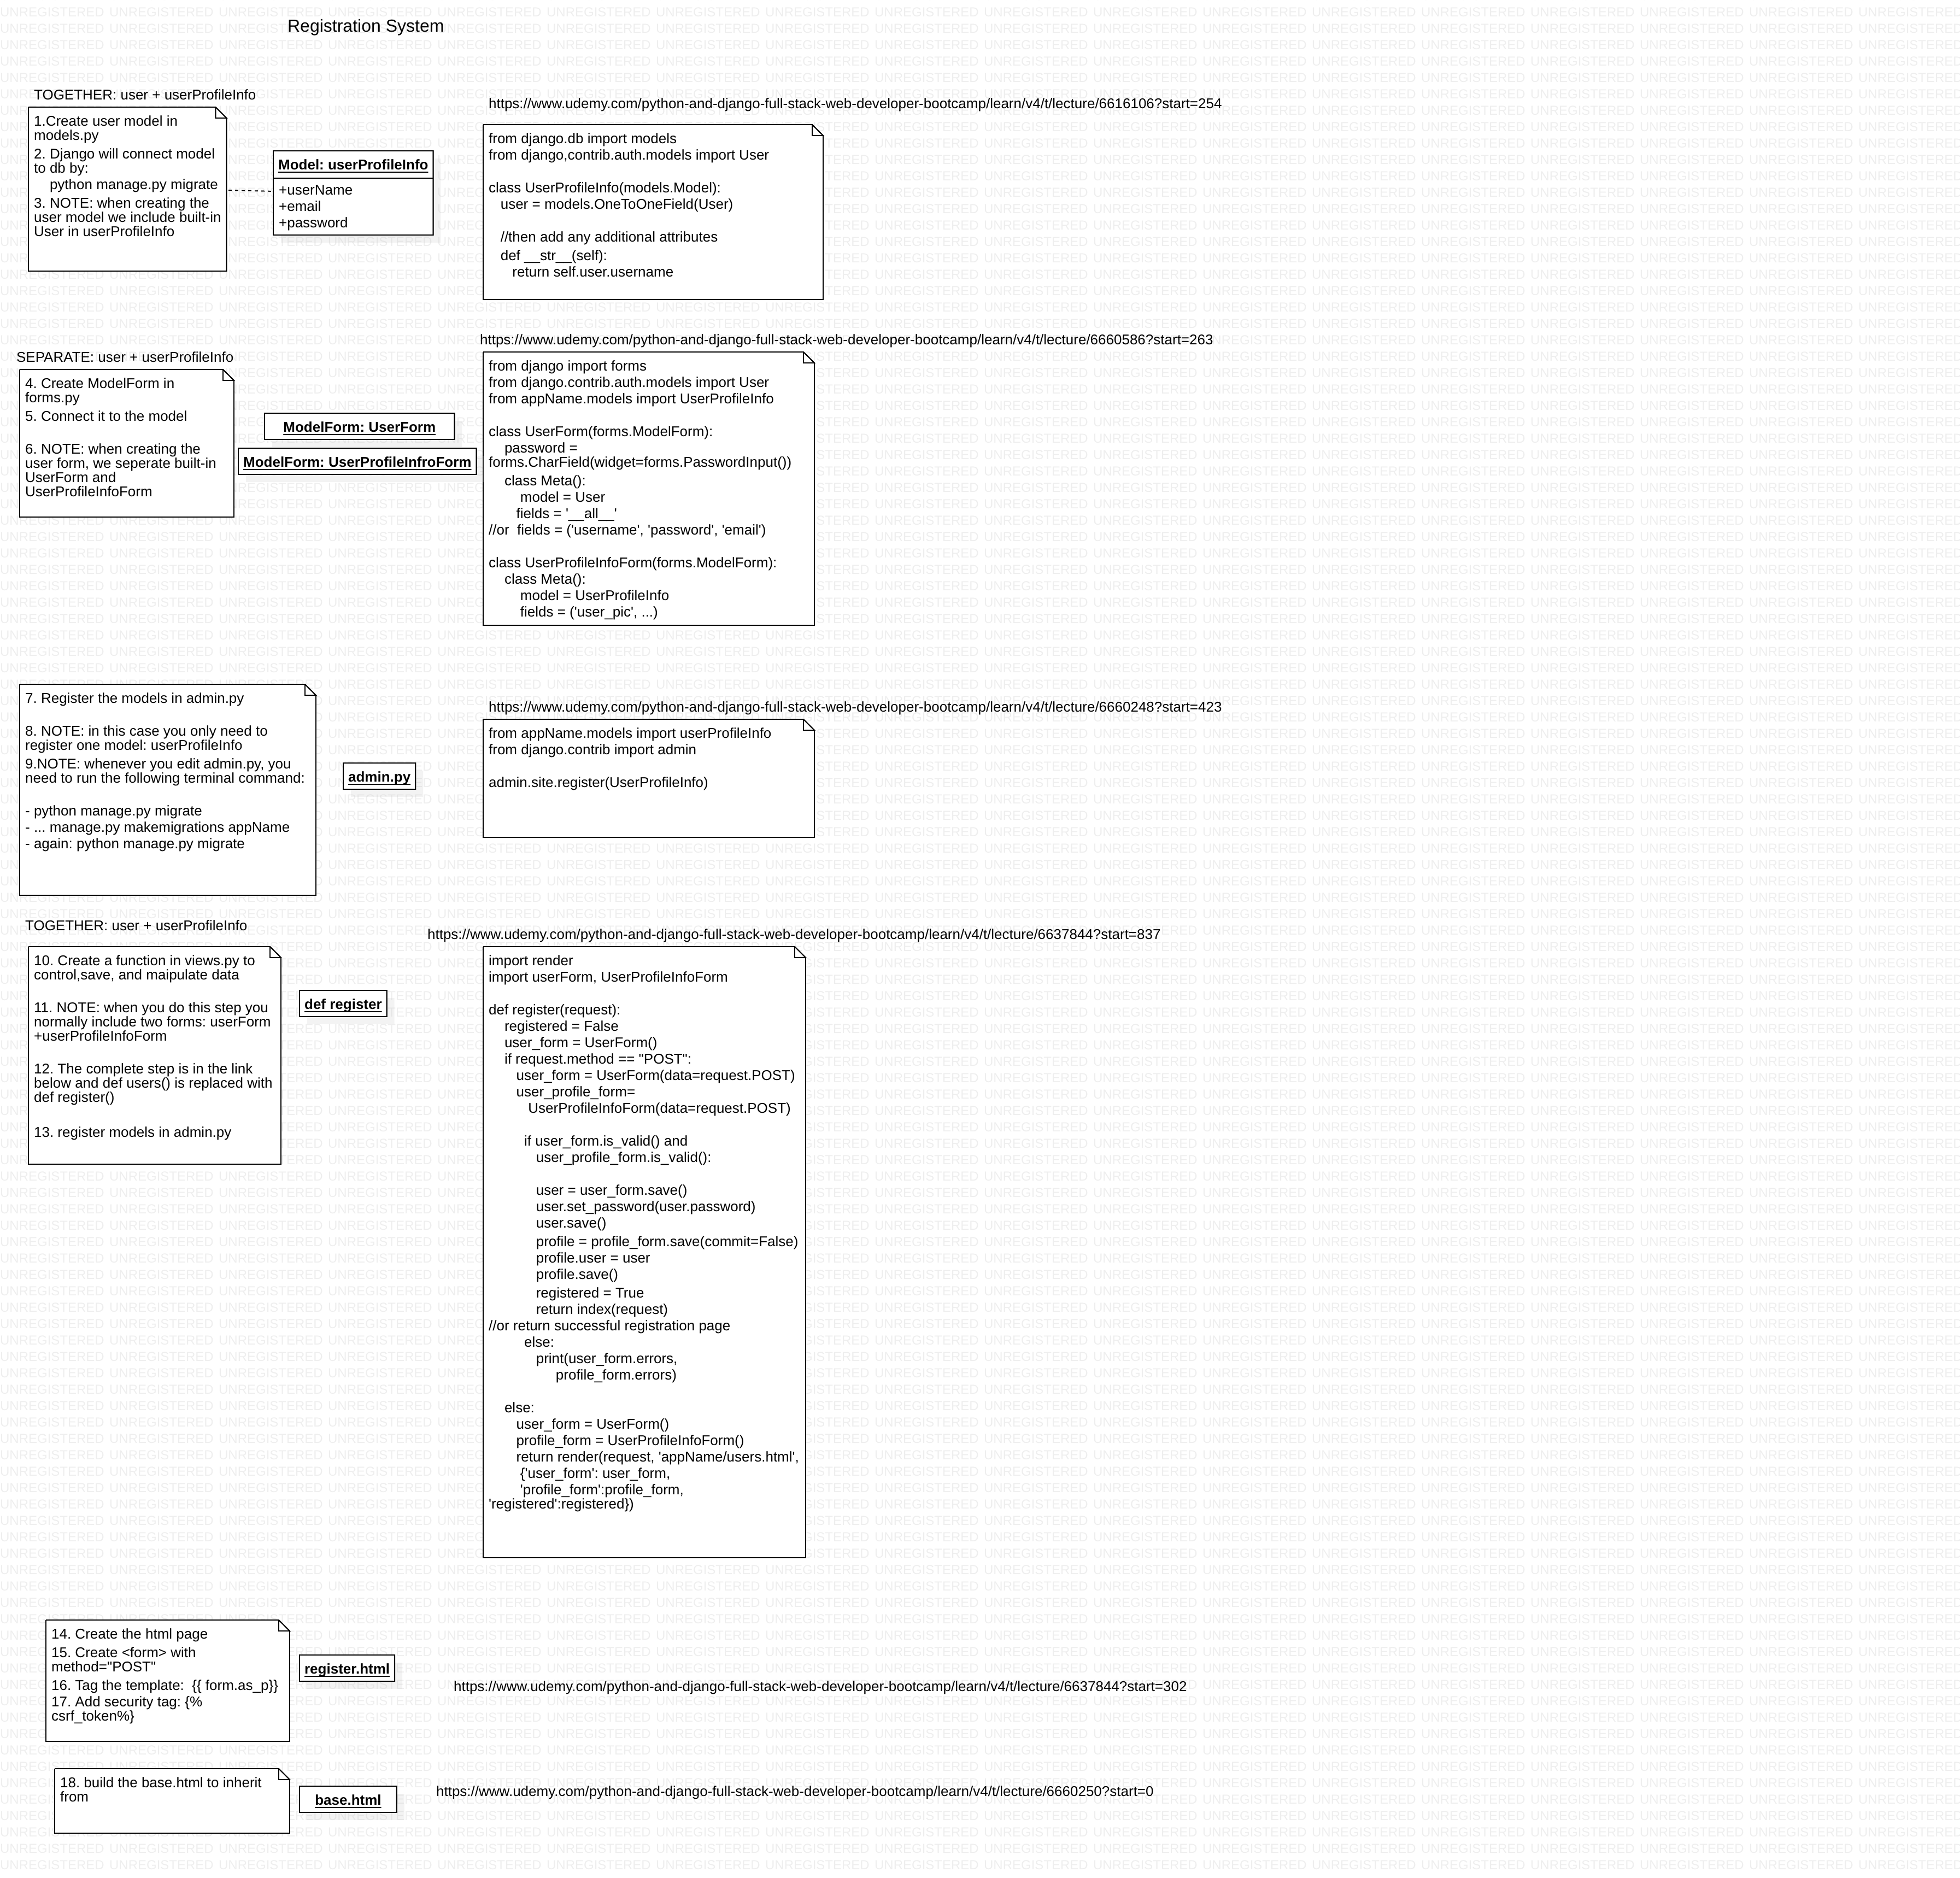 Registration System
TOGETHER: user + userProfileInfo
1.Create user model in
models.py
2. Django will connect model
to db by:
python manage.py migrate
3. NOTE: when creating the
user model we include built-in
User in userProfileInfo
Model: userProfileInfo
+userName
+email
+password
https://www.udemy.com/python-and-django-full-stack-web-developer-bootcamp/learn/v4/t/lecture/6616106?start=254
from django.db import models
from django,contrib.auth.models import User
class UserProfileInfo(models.Model):
user = models.OneToOneField(User)
//then add any additional attributes
def __str__(self):
return self.user.username
SEPARATE: user + userProfileInfo
4. Create ModelForm in
forms.py
5. Connect it to the model
6. NOTE: when creating the
user form, we seperate built-in
UserForm and
UserProfileInfoForm
ModelForm: UserForm
ModelForm: UserProfileInfroForm
https://www.udemy.com/python-and-django-full-stack-web-developer-bootcamp/learn/v4/t/lecture/6660586?start=263
from django import forms
from django.contrib.auth.models import User
from appName.models import UserProfileInfo
class UserForm(forms.ModelForm):
password =
forms.CharField(widget=forms.PasswordInput())
class Meta():
model = User
fields = '__all__'
//or  fields = ('username', 'password', 'email')
class UserProfileInfoForm(forms.ModelForm):
class Meta():
model = UserProfileInfo
fields = ('user_pic', ...)
7. Register the models in admin.py
8. NOTE: in this case you only need to
register one model: userProfileInfo
9.NOTE: whenever you edit admin.py, you
need to run the following terminal command:
- python manage.py migrate
- ... manage.py makemigrations appName
- again: python manage.py migrate
admin.py
https://www.udemy.com/python-and-django-full-stack-web-developer-bootcamp/learn/v4/t/lecture/6660248?start=423
from appName.models import userProfileInfo
from django.contrib import admin
admin.site.register(UserProfileInfo)
TOGETHER: user + userProfileInfo
10. Create a function in views.py to
control,save, and maipulate data
11. NOTE: when you do this step you
normally include two forms: userForm
+userProfileInfoForm
12. The complete step is in the link
below and def users() is replaced with
def register()
13. register models in admin.py
def register
https://www.udemy.com/python-and-django-full-stack-web-developer-bootcamp/learn/v4/t/lecture/6637844?start=837
import render
import userForm, UserProfileInfoForm
def register(request):
registered = False
user_form = UserForm()
if request.method == "POST":
user_form = UserForm(data=request.POST)
user_profile_form=
UserProfileInfoForm(data=request.POST)
if user_form.is_valid() and
user_profile_form.is_valid():
user = user_form.save()
user.set_password(user.password)
user.save()
profile = profile_form.save(commit=False)
profile.user = user
profile.save()
registered = True
return index(request)
//or return successful registration page
else:
print(user_form.errors,
profile_form.errors)
else:
user_form = UserForm()
profile_form = UserProfileInfoForm()
return render(request, 'appName/users.html',
{'user_form': user_form,
'profile_form':profile_form,
'registered':registered})
14. Create the html page
15. Create <form> with
method="POST"
16. Tag the template:  {{ form.as_p}}
17. Add security tag: {%
csrf_token%}
register.html
https://www.udemy.com/python-and-django-full-stack-web-developer-bootcamp/learn/v4/t/lecture/6637844?start=302
18. build the base.html to inherit
from
base.html
https://www.udemy.com/python-and-django-full-stack-web-developer-bootcamp/learn/v4/t/lecture/6660250?start=0